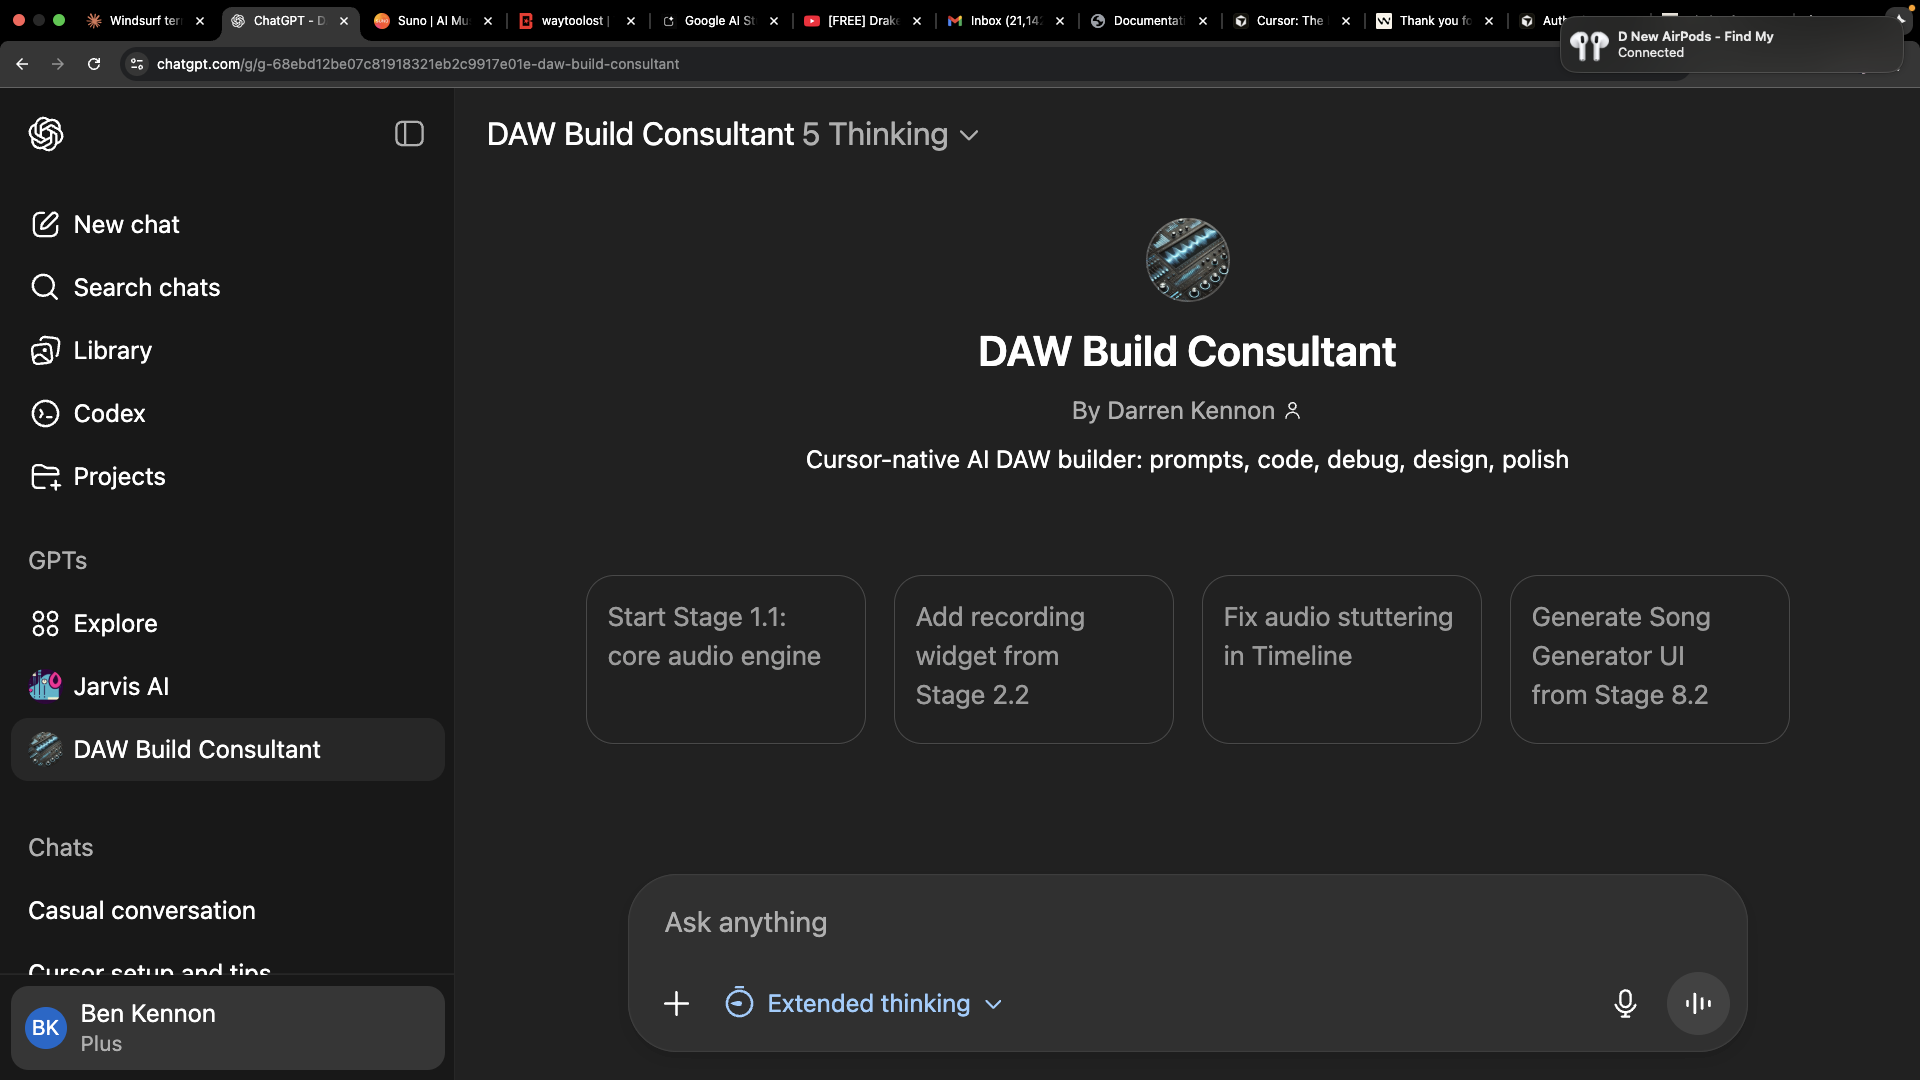 Windsurf ter
ChatGPT - D
Suno | AI Mu
waytoolost |
Google AI St
[FREE] Drake
Inbox (21,142
Documentati
Cursor: The
Thank you fo
Auth
D New AirPods - Find My
Connected
chatgpt.com/g/g-68ebd12be07c81918321eb2c9917e01e-daw-build-consultant
DAW Build Consultant 5 Thinking
New chat
Search chats
Library
Codex
Projects
GPTs
Explore
Jarvis AI
DAW Build Consultant
Chats
Casual conversation
Cursor setup and tips
BK
Ben Kennon
Plus
DAW Build Consultant
By Darren Kennon
Cursor-native AI DAW builder: prompts, code, debug, design, polish
Start Stage 1.1:
core audio engine
Add recording
widget from
Stage 2.2
Fix audio stuttering
in Timeline
Generate Song
Generator UI
from Stage 8.2
Ask anything
Extended thinking